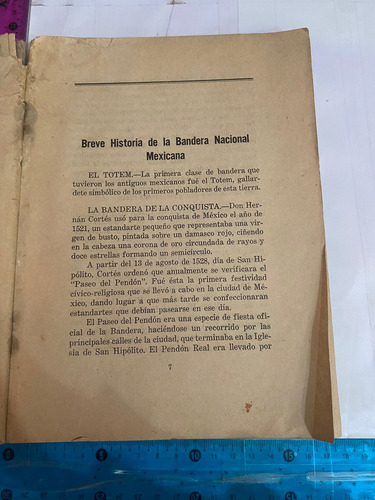 Breve Historia de la Bandera Nacional
Mexicana
EL TOTEM.—La primera clase de bandera que
tuvieron los antiguos mexicanos fué el Totem, gallar-
dete simbólico de los primeros pobladores de esta tierra.
LA BANDERA DE LA CONQUISTA.—Don Her-
nán Cortés usó para la conquista de México el año de
1521, un estandarte pequeño que representaba una vir-
gen de busto, pintada sobre un damasco rojo, ciñendo
en la cabeza una corona de oro circundada de rayos y
doce estrellas formando un semicírculo.
A partir del 13 de agosto de 1528, día de San Hi-
pólito, Cortés ordenó que anualmente se verificara el
"Paseo del Pendón". Fué ésta la primera festividad
cívico-religiosa que se llevó a cabo en la ciudad de Mé-
xico, dando lugar a que más tarde se confeccionaran
estandartes que debían pasearse en ese día.
El Paseo del Pendón era una especie de fiesta ofi-
cial de la Bandera, haciéndose un recorrido por las
principales calles de la ciudad, que terminaba en la Igle-
sia de San Hipólito. El Pendón Real era llevado por
7
5 10 15 20 25